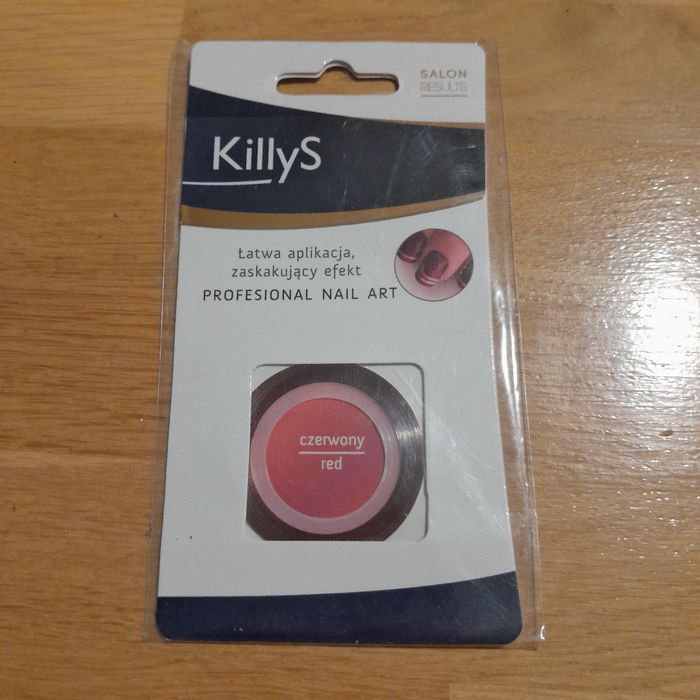 SALON
RESULTS
KillyS
Łatwa aplikacja,
zaskakujący efekt
PROFESIONAL NAIL ART
czerwony
red